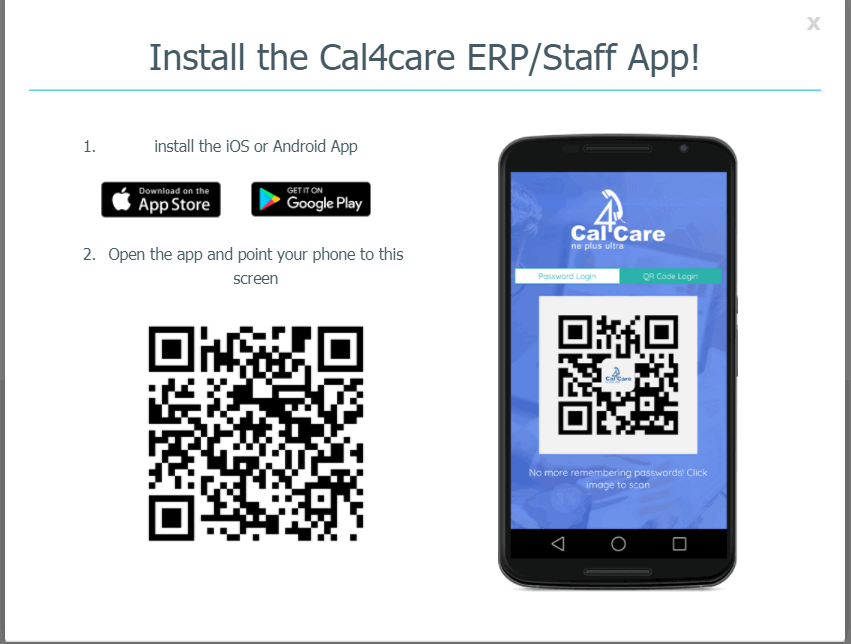 x
Install the Cal4care ERP/Staff App!
1. install the iOS or Android App
Download on the
App Store
GET IT ON
Google Play
2. Open the app and point your phone to this
screen
4
Cal Care
ne plus ultra
Password Login
QR Code Login
Cal Care
No more remembering passwords! Click
image to scan